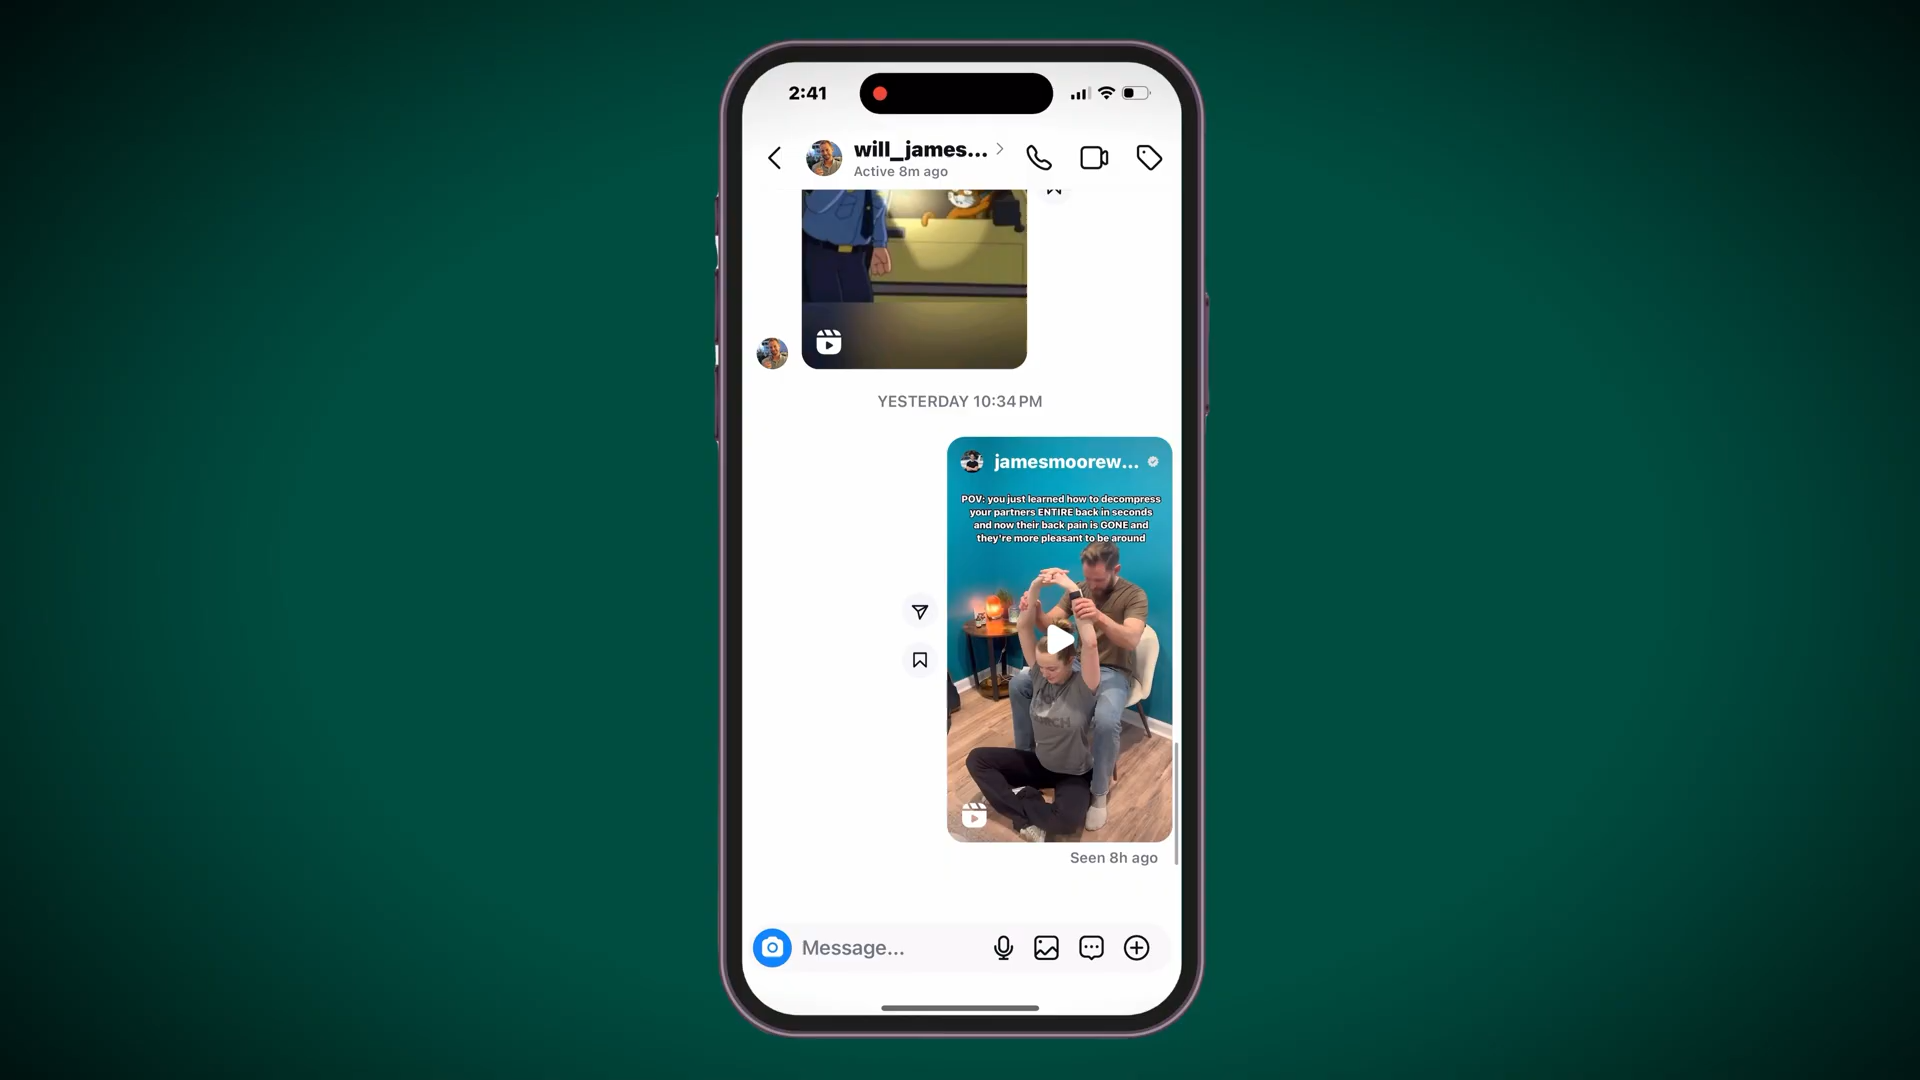 2:41
will_james...
Active 8m ago
YESTERDAY 10:34 PM
jamesmoorew...
POV: you just learned how to decompress
your partners ENTIRE back in seconds
and now their back pain is GONE and
they're more pleasant to be around
Seen 8h ago
Message...